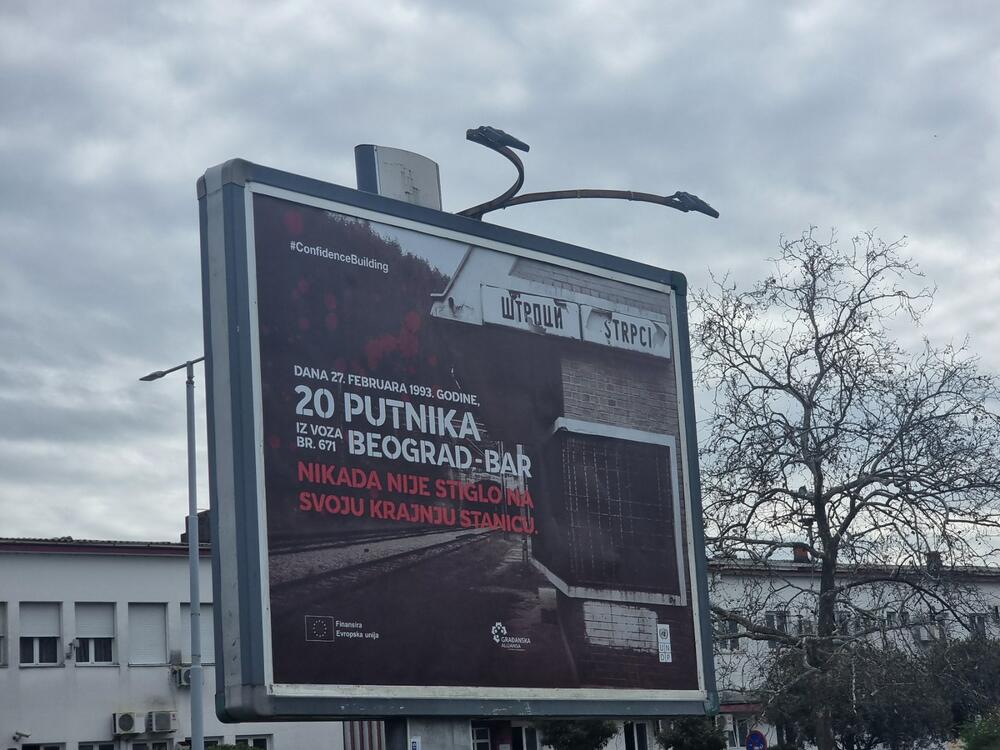 #ConfidenceBuilding
ШТРПЦИ
ŠTRPCI
DANA 27. FEBRUARA 1993. GODINE,
20 PUTNIKA
IZ VOZA
BR. 671
BEOGRAD-BAR
NIKADA NIJE STIGLO NA
SVOJU KRAJNJU STANICU.
Finansira
Evropska unija
GRAĐANSKA
ALIJANSA
U N
D P